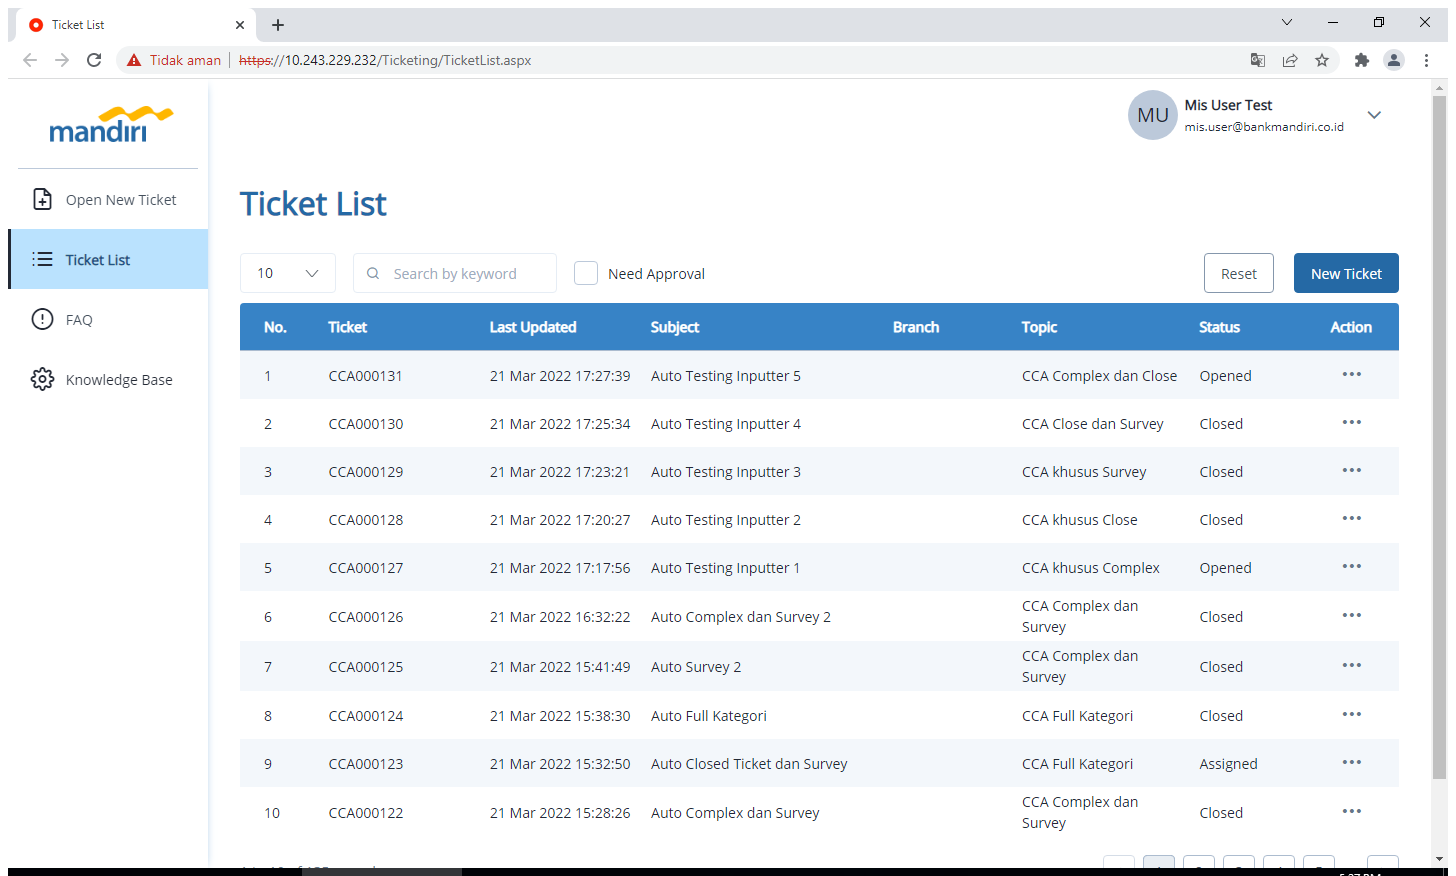 Ticket List
Tidak aman
https://10.243.229.232/Ticketing/TicketList.aspx
mandiri
MU
Mis User Test
mis.user@bankmandiri.co.id
Open New Ticket
Ticket List
FAQ
Knowledge Base
Ticket List
10
Search by keyword
Need Approval
Reset
New Ticket
No. Ticket Last Updated Subject Branch Topic Status Action
1 CCA000131 21 Mar 2022 17:27:39 Auto Testing Inputter 5 CCA Complex dan Close Opened
2 CCA000130 21 Mar 2022 17:25:34 Auto Testing Inputter 4 CCA Close dan Survey Closed
3 CCA000129 21 Mar 2022 17:23:21 Auto Testing Inputter 3 CCA khusus Survey Closed
4 CCA000128 21 Mar 2022 17:20:27 Auto Testing Inputter 2 CCA khusus Close Closed
5 CCA000127 21 Mar 2022 17:17:56 Auto Testing Inputter 1 CCA khusus Complex Opened
6 CCA000126 21 Mar 2022 16:32:22 Auto Complex dan Survey 2 CCA Complex dan Survey Closed
7 CCA000125 21 Mar 2022 15:41:49 Auto Survey 2 CCA Complex dan Survey Closed
8 CCA000124 21 Mar 2022 15:38:30 Auto Full Kategori CCA Full Kategori Closed
9 CCA000123 21 Mar 2022 15:32:50 Auto Closed Ticket dan Survey CCA Full Kategori Assigned
10 CCA000122 21 Mar 2022 15:28:26 Auto Complex dan Survey CCA Complex dan Survey Closed